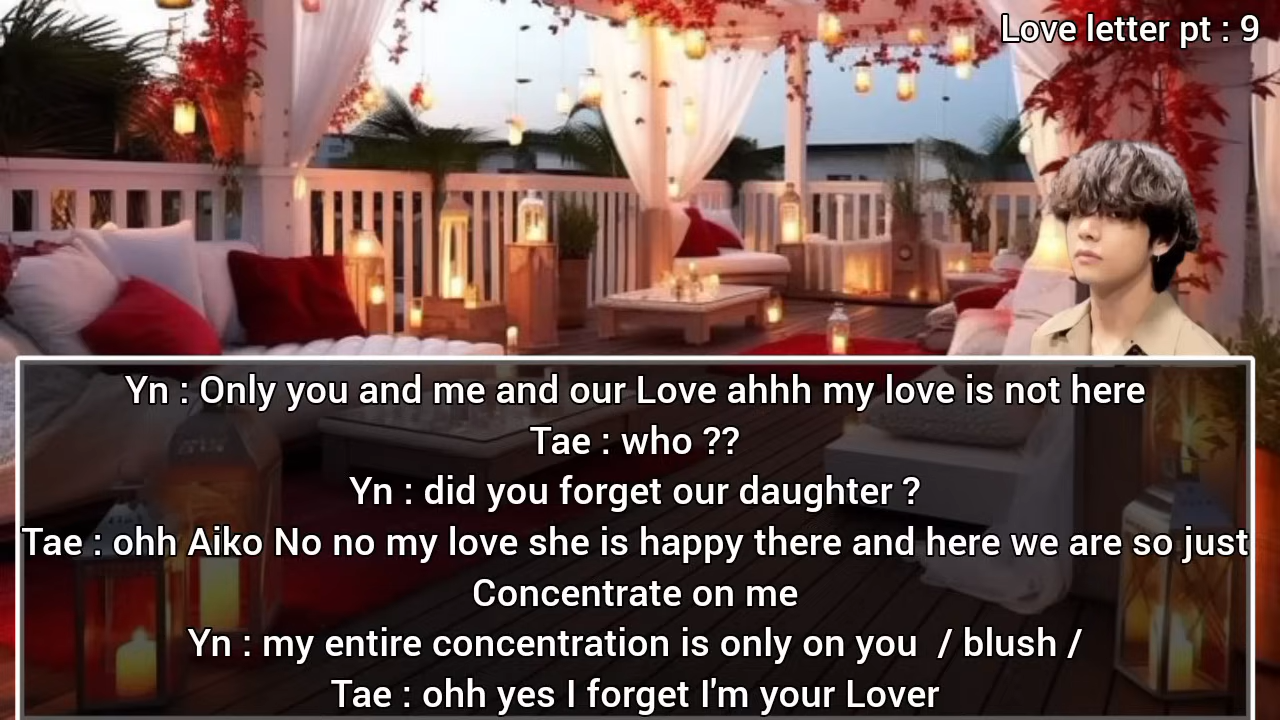 Love letter pt : 9
Yn : Only you and me and our Love ahhh my love is not here
Tae : who ??
Yn : did you forget our daughter ?
Tae : ohh Aiko No no my love she is happy there and here we are so just
Concentrate on me
Yn : my entire concentration is only on you / blush /
Tae : ohh yes I forget I'm your Lover